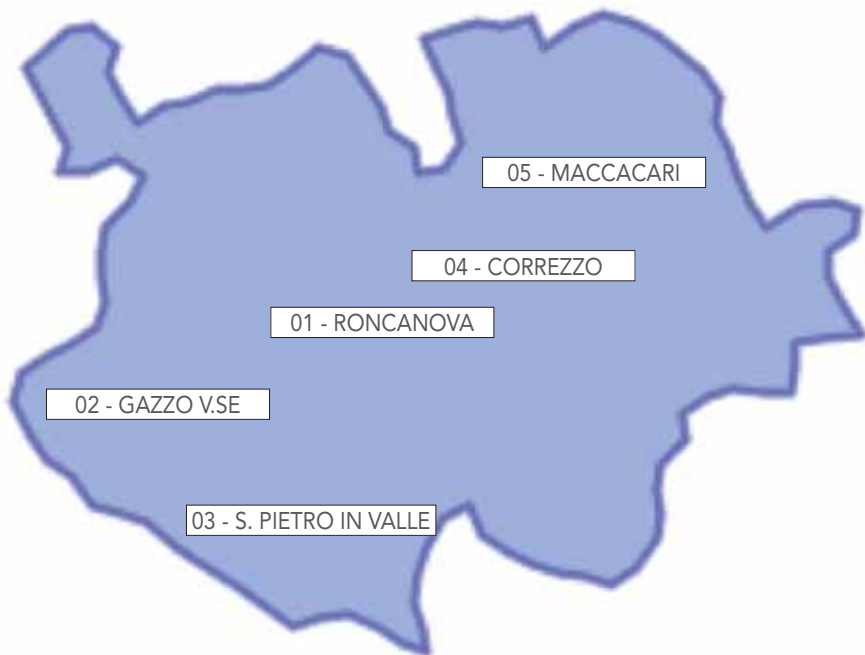 05 - MACCACARI
04 - CORREZZO
01 - RONCANOVA
02 - GAZZO V.SE
03 - S. PIETRO IN VALLE